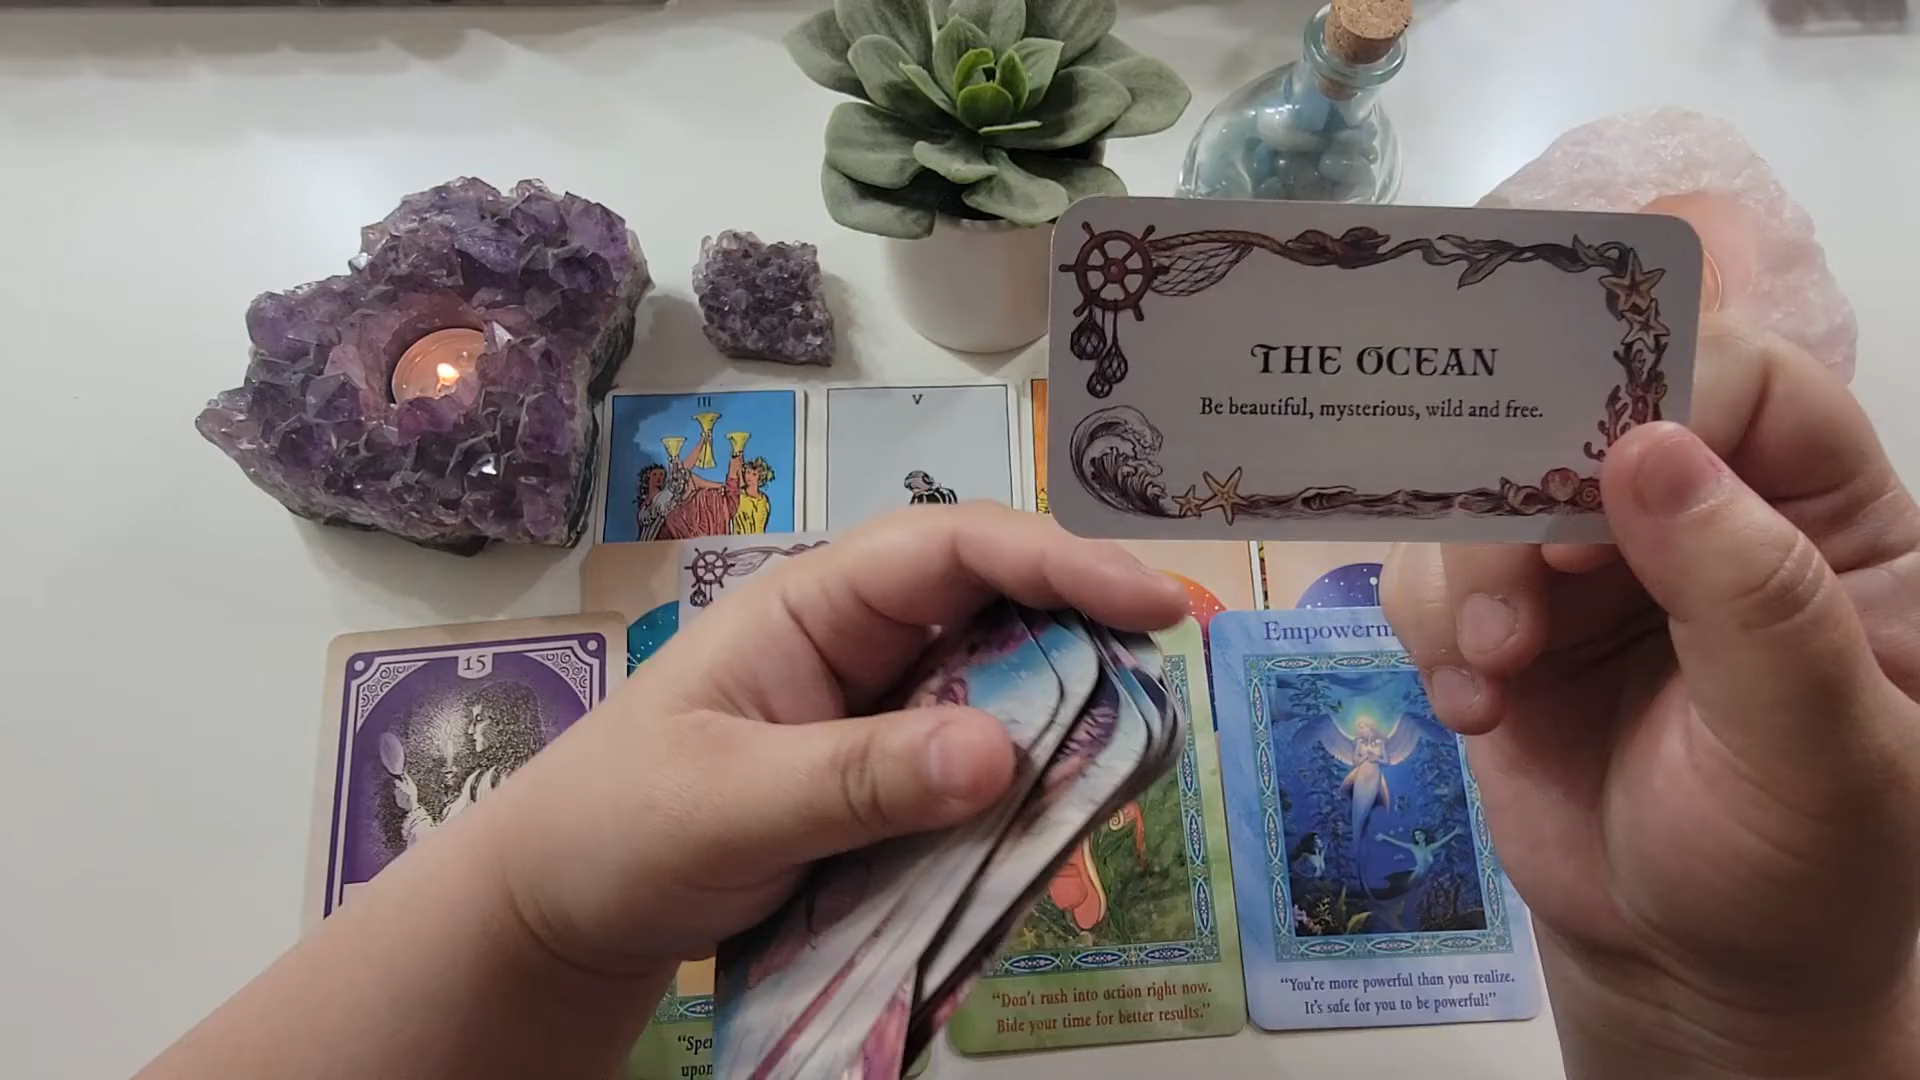 III
V
THE OCEAN
Be beautiful, mysterious, wild and free.
15
"Don't rush into action right now.
Bide your time for better results."
"You're more powerful than you realize.
It's safe for you to be powerful!"
upon